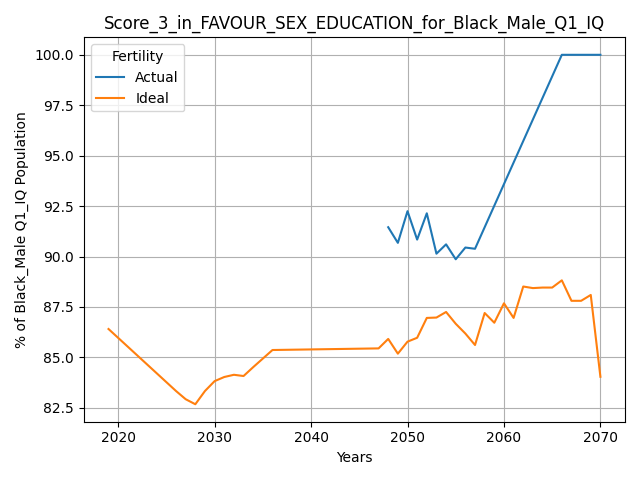 Score_3_in_FAVOUR_SEX_EDUCATION_for_Black_Male_Q1_IQ
Fertility
Actual
Ideal
% of Black_Male Q1_IQ Population
100.0
97.5
95.0
92.5
90.0
87.5
85.0
82.5
2020 2030 2040 2050 2060 2070
Years